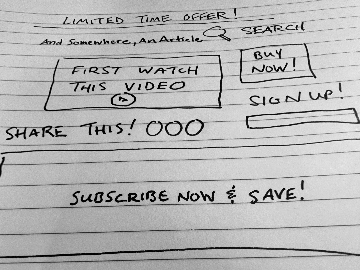 LIMITED TIME OFFER!
And Somewhere, An Article
SEARCH
FIRST WATCH
THIS VIDEO
BUY
NOW!
SIGN UP!
SHARE THIS!
SUBSCRIBE NOW & SAVE!